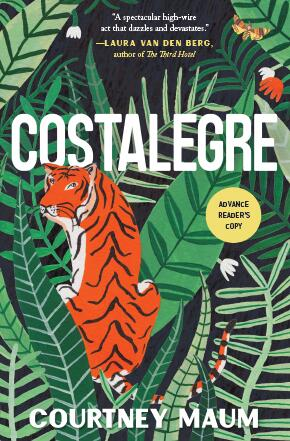 "A spectacular high-wire
act that dazzles and devastates."
—LAURA VAN DEN BERG,
author of The Third Hotel
COSTALEGRE
ADVANCE
READER'S
COPY
COURTNEY MAUM